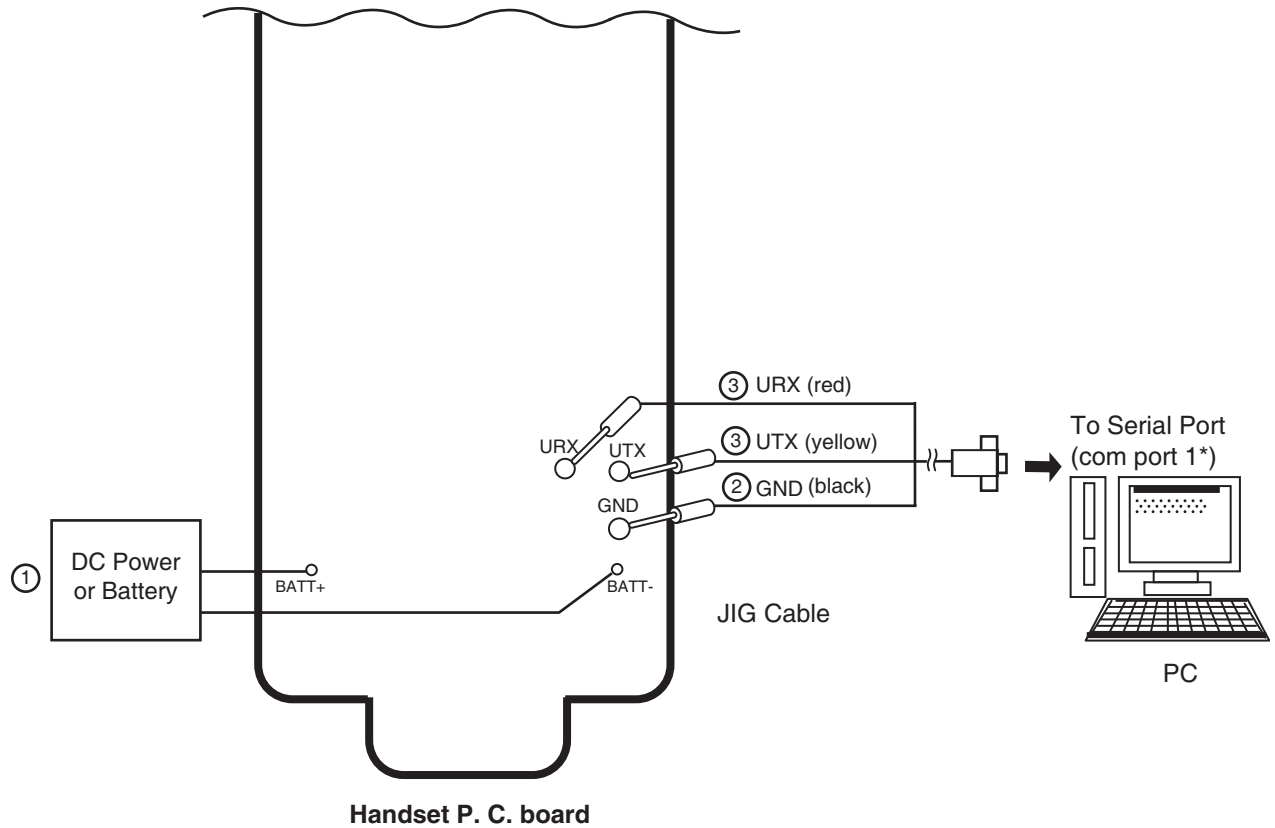 ③ URX (red)
URX
UTX
③ UTX (yellow)
To Serial Port
(com port 1*)
② GND (black)
GND
①
DC Power
or Battery
BATT+
BATT-
JIG Cable
PC
Handset P. C. board